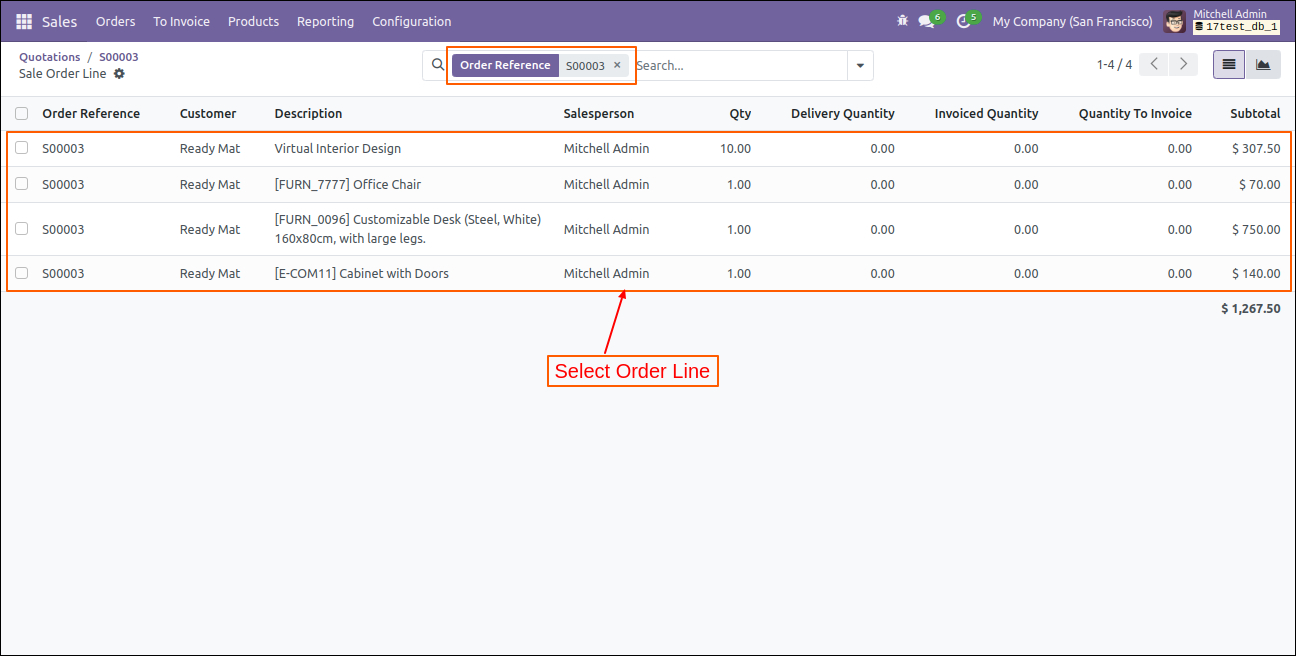 Sales Orders To Invoice Products Reporting Configuration 6 5 My Company (San Francisco) Mitchell Admin
17test_db_1
Quotations / S00003
Sale Order Line
Order Reference S00003 × Search...
1-4 / 4
Order Reference Customer Description Salesperson Qty Delivery Quantity Invoiced Quantity Quantity To Invoice Subtotal
S00003 Ready Mat Virtual Interior Design Mitchell Admin 10.00 0.00 0.00 0.00 $ 307.50
S00003 Ready Mat [FURN_7777] Office Chair Mitchell Admin 1.00 0.00 0.00 0.00 $ 70.00
S00003 Ready Mat [FURN_0096] Customizable Desk (Steel, White)
160x80cm, with large legs. Mitchell Admin 1.00 0.00 0.00 0.00 $ 750.00
S00003 Ready Mat [E-COM11] Cabinet with Doors Mitchell Admin 1.00 0.00 0.00 0.00 $ 140.00
$ 1,267.50
Select Order Line